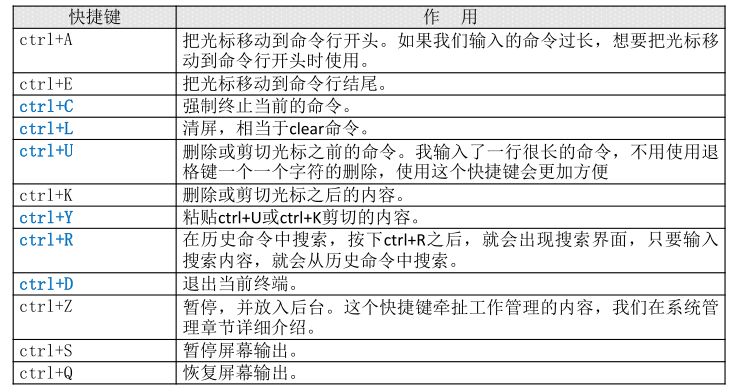 快捷键 作 用
ctrl+A 把光标移动到命令行开头。如果我们输入的命令过长，想要把光标移
动到命令行开头时使用。
ctrl+E 把光标移动到命令行结尾。
ctrl+C 强制终止当前的命令。
ctrl+L 清屏，相当于clear命令。
ctrl+U 删除或剪切光标之前的命令。我输入了一行很长的命令，不用使用退
格键一个一个字符的删除，使用这个快捷键会更加方便
ctrl+K 删除或剪切光标之后的内容。
ctrl+Y 粘贴ctrl+U或ctrl+K剪切的内容。
ctrl+R 在历史命令中搜索，按下ctrl+R之后，就会出现搜索界面，只要输入
搜索内容，就会从历史命令中搜索。
ctrl+D 退出当前终端。
ctrl+Z 暂停，并放入后台。这个快捷键牵扯工作管理的内容，我们在系统管
理章节详细介绍。
ctrl+S 暂停屏幕输出。
ctrl+Q 恢复屏幕输出。